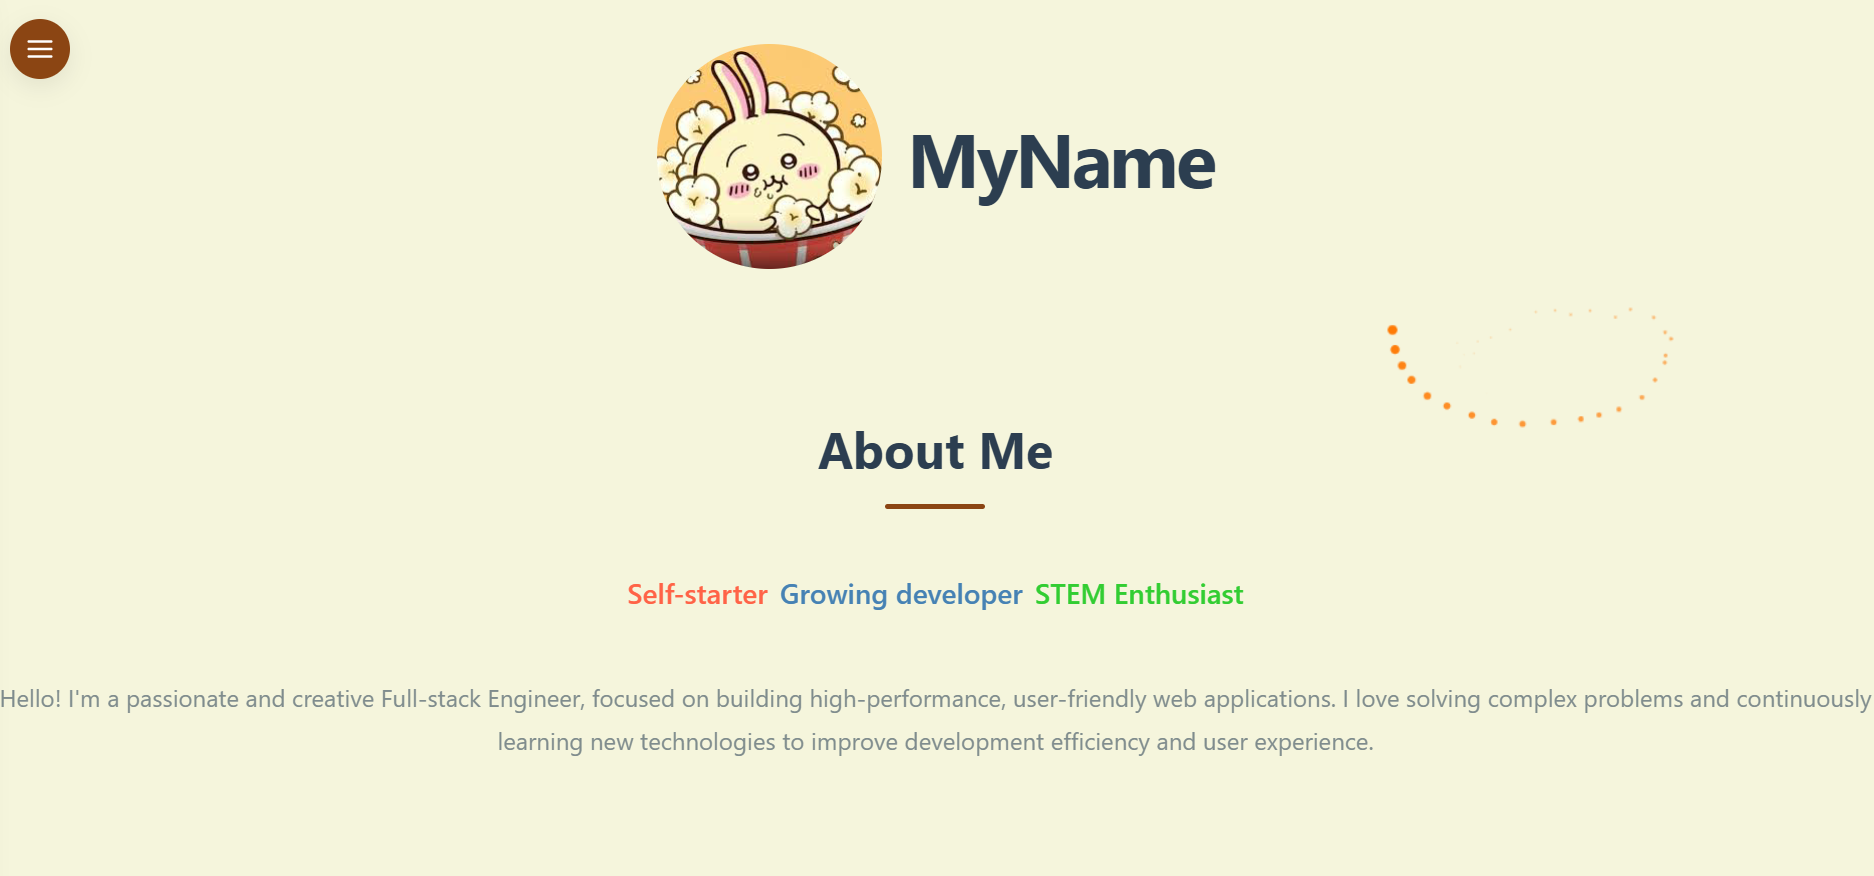 MyName
About Me
Self-starter Growing developer STEM Enthusiast
Hello! I'm a passionate and creative Full-stack Engineer, focused on building high-performance, user-friendly web applications. I love solving complex problems and continuously
learning new technologies to improve development efficiency and user experience.